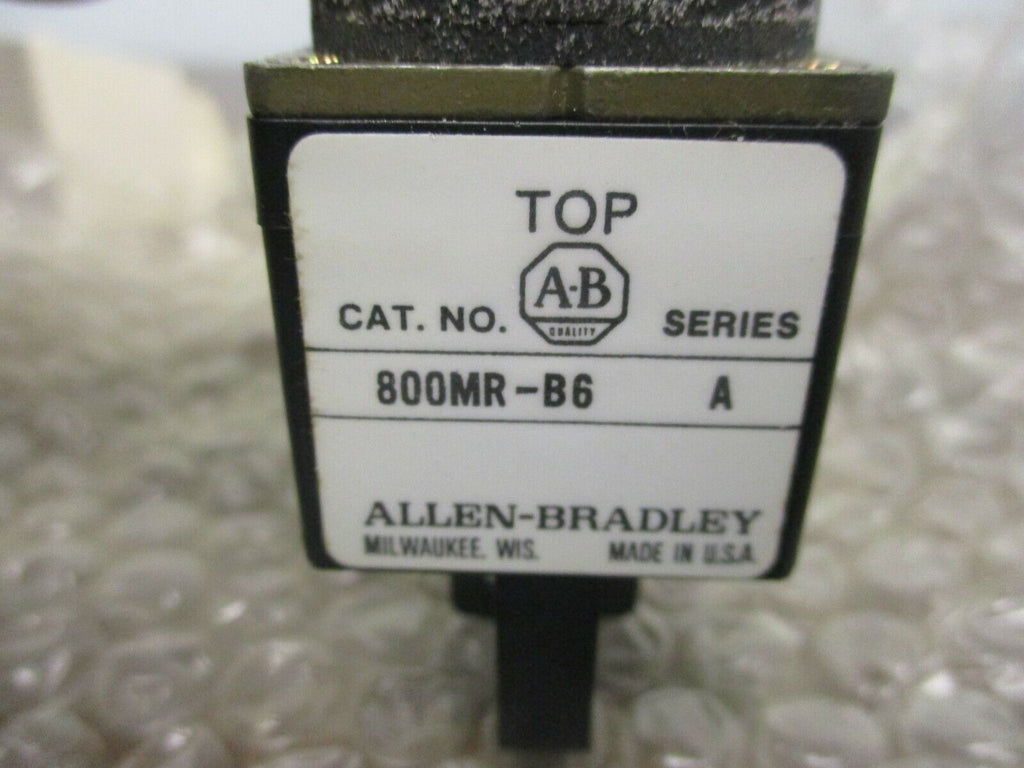 TOP
A-B
QUALITY
CAT. NO. SERIES
800MR-B6 A
ALLEN-BRADLEY
MILWAUKEE, WIS. MADE IN U.S.A.